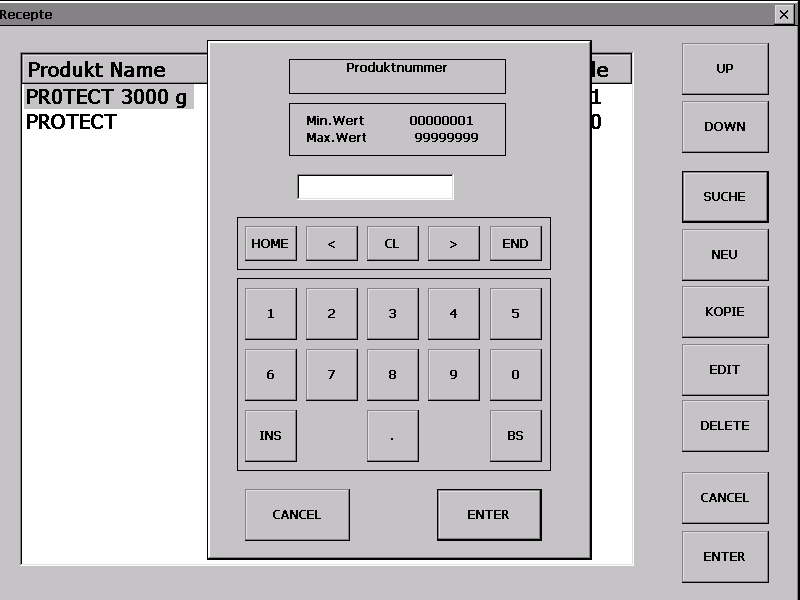 Recepte
Produkt Name
le
PR0TECT 3000 g
1
PROTECT
0
Produktnummer
Min.Wert 00000001
Max.Wert 99999999
HOME < CL > END
1 2 3 4 5
6 7 8 9 0
INS . BS
CANCEL ENTER
UP
DOWN
SUCHE
NEU
KOPIE
EDIT
DELETE
CANCEL
ENTER